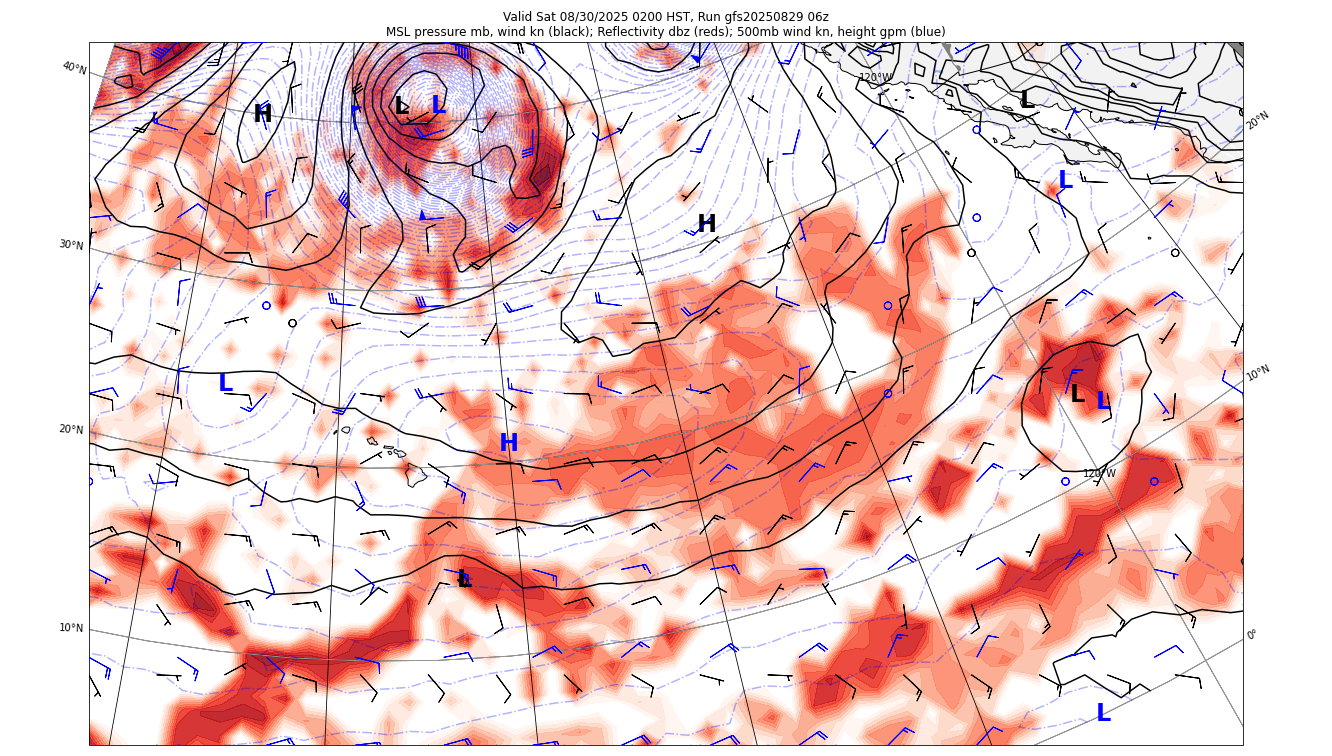 Valid Sat 08/30/2025 0200 HST, Run gfs20250829 06z
MSL pressure mb, wind kn (black); Reflectivity dbz (reds); 500mb wind kn, height gpm (blue)
40°N
120°W
L
H
L
L
20°N
L
H
30°N
L
10°N
L
L
20°N
H
120°W
L
10°N
0°
L